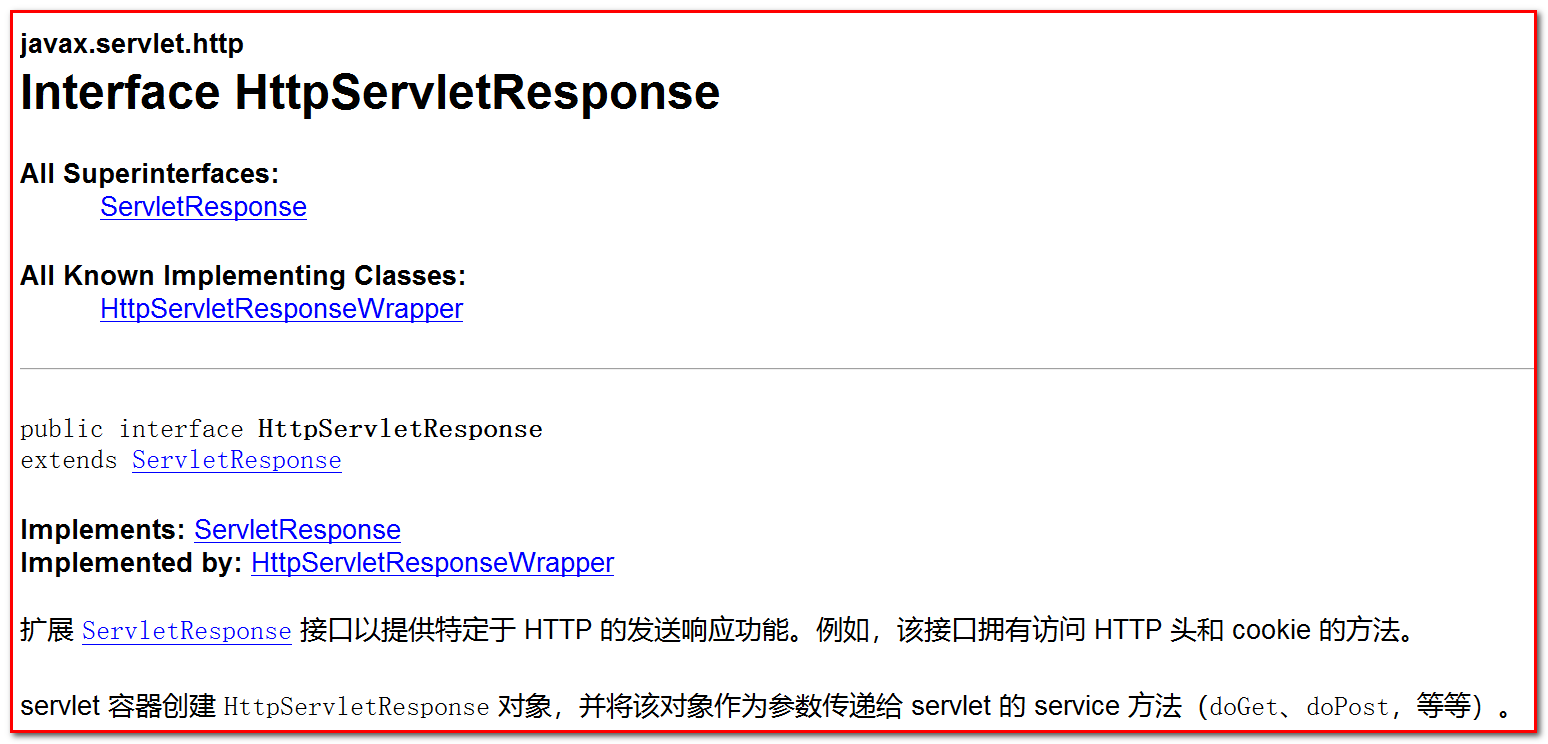 javax.servlet.http
Interface HttpServletResponse
All Superinterfaces:
ServletResponse
All Known Implementing Classes:
HttpServletResponseWrapper
public interface HttpServletResponse
extends ServletResponse
Implements: ServletResponse
Implemented by: HttpServletResponseWrapper
扩展 ServletResponse 接口以提供特定于 HTTP 的发送响应功能。例如，该接口拥有访问 HTTP 头和 cookie 的方法。
servlet 容器创建 HttpServletResponse 对象，并将该对象作为参数传递给 servlet 的 service 方法（doGet、doPost，等等）。